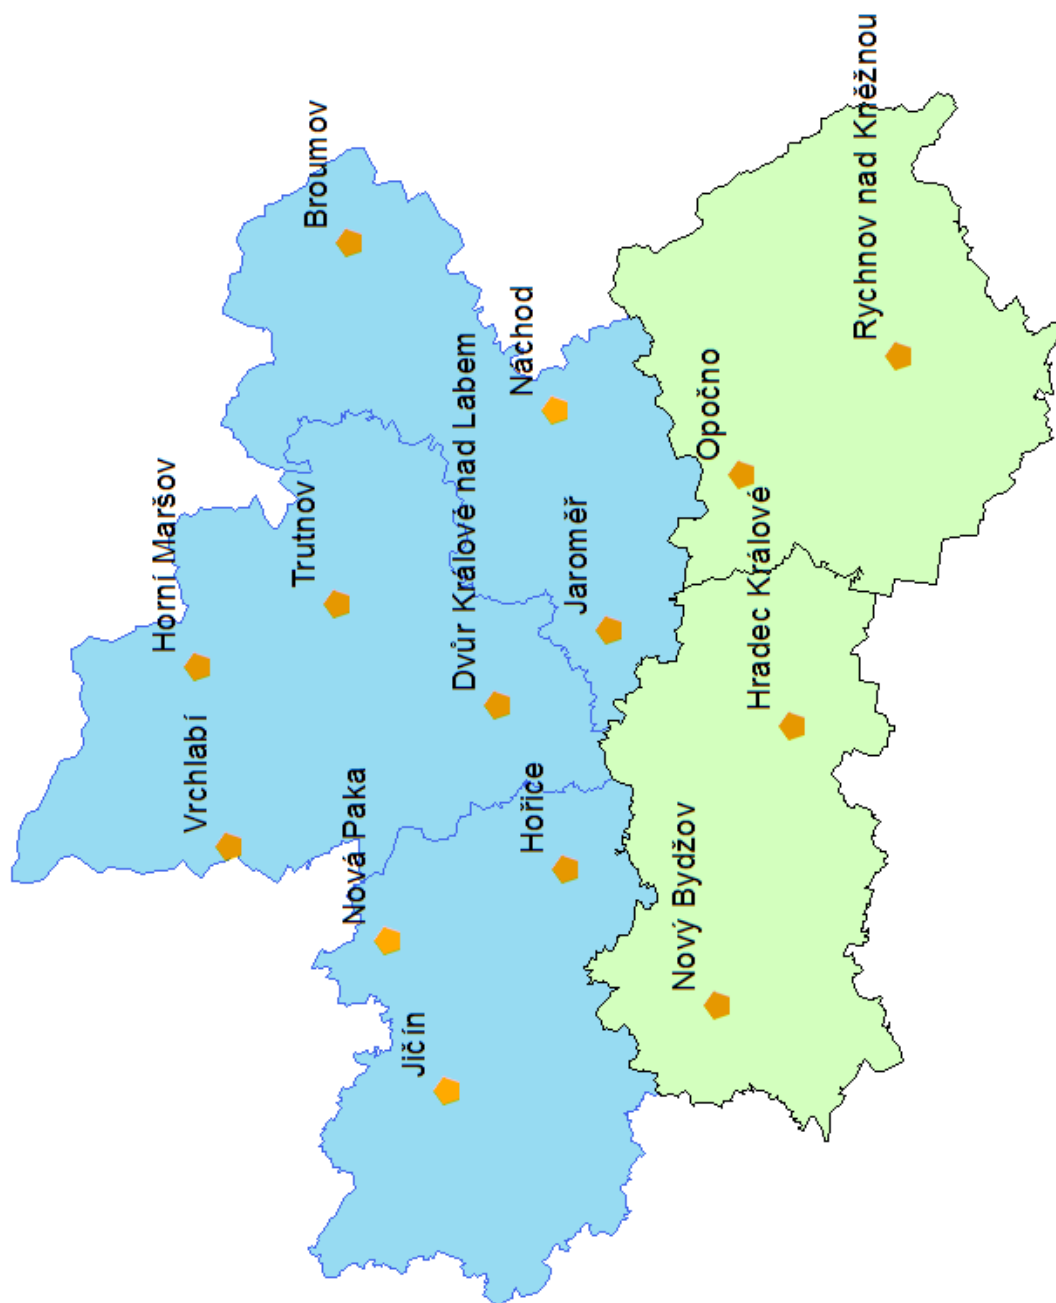 Horní Maršov
Vrchlabí
Broumov
Trutnov
Nová Paka
Dvůr Králové nad Labem
Náchod
Jičín
Hořice
Jaroměř
Opočno
Nový Bydžov
Hradec Králové
Rychnov nad Kněžnou